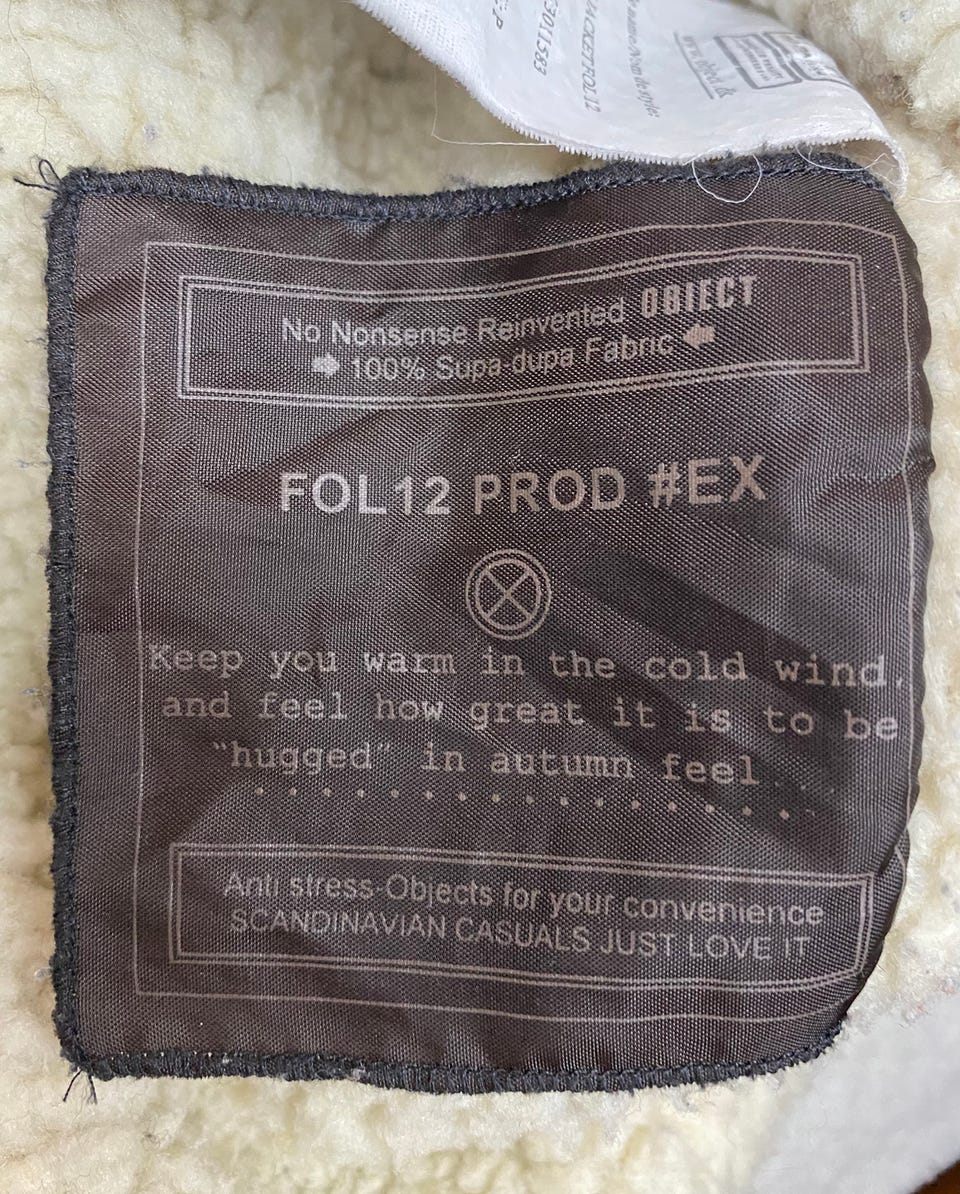 23011583
No Nonsense Reinvented OBJECT
100% Supa-dupa Fabric
FOL12 PROD #EX
Keep you warm in the cold wind,
and feel how great it is to be
"hugged" in autumn feel
Anti stress-Objects for your convenience
SCANDINAVIAN CASUALS JUST LOVE IT